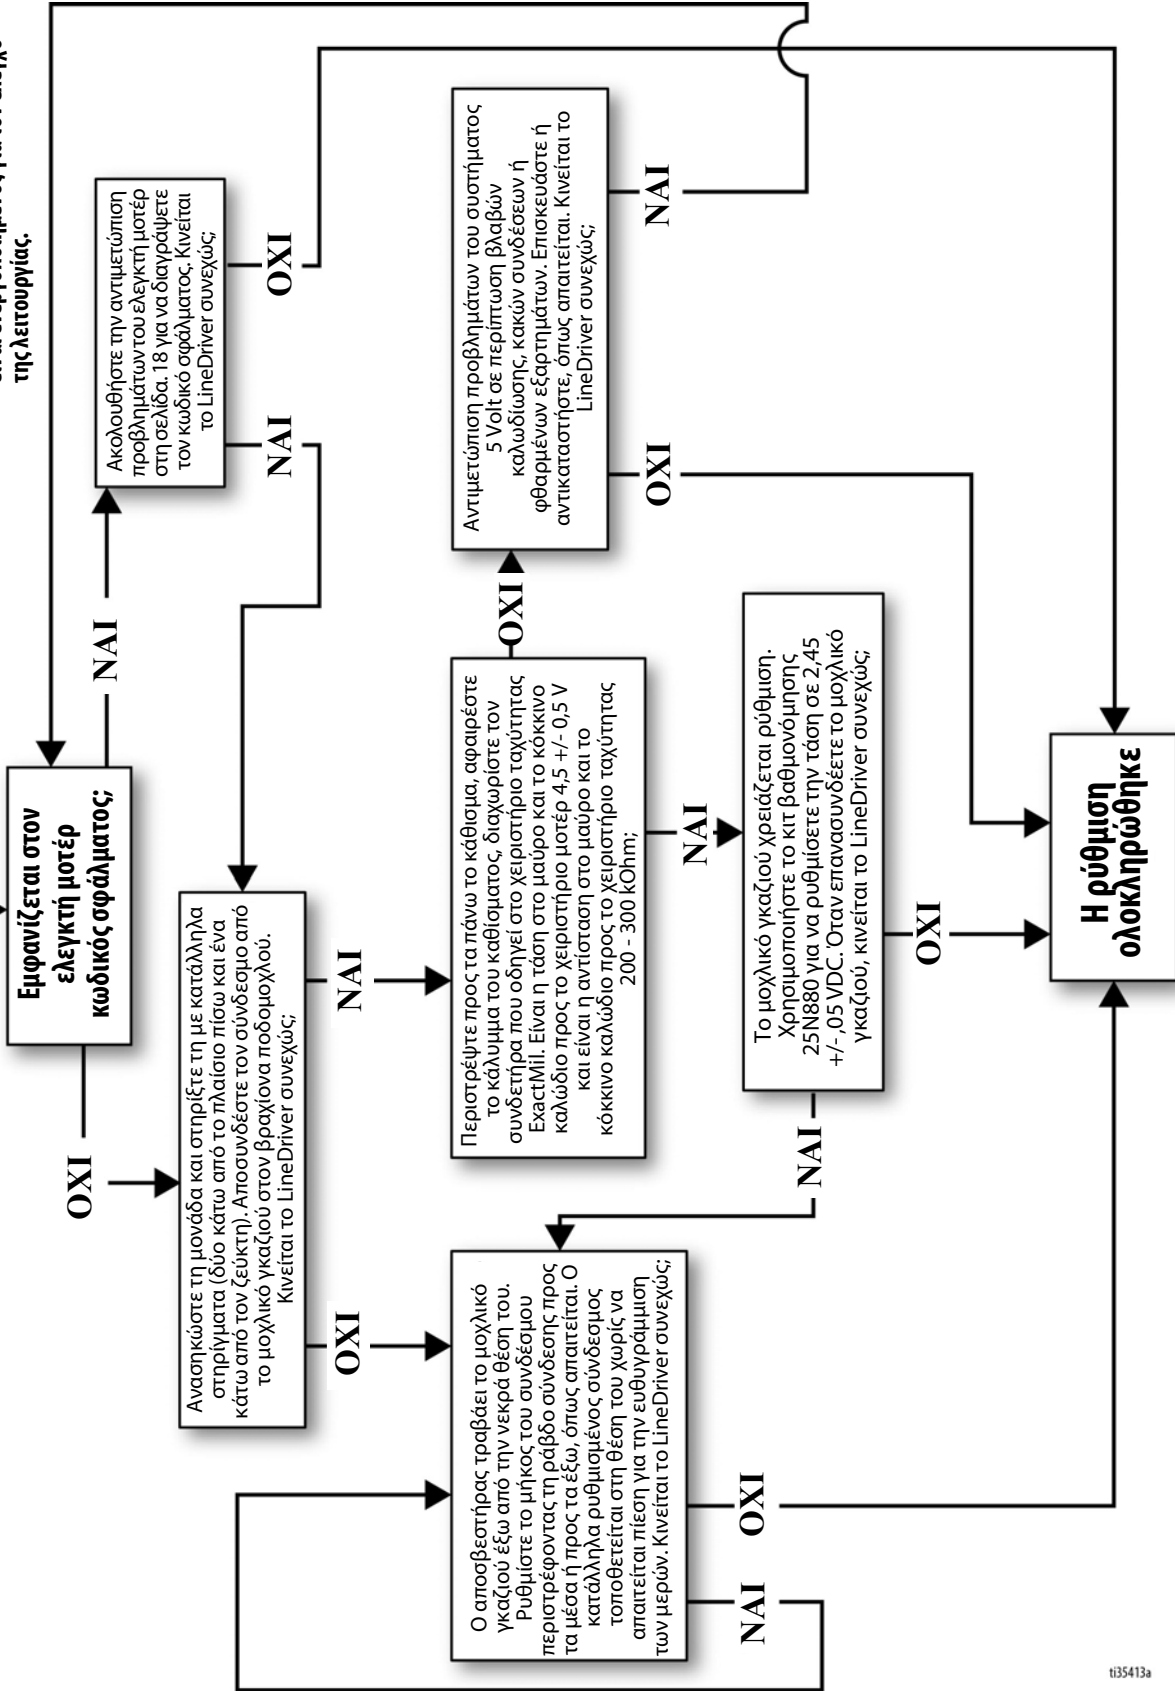 της λειτουργίας.
Εμφανίζεται στον
ελεγκτή μοτέρ
κωδικός σφάλματος;
ΝΑΙ
ΟΧΙ
Ακολουθήστε την αντιμετώπιση
προβλημάτων του ελεγκτή μοτέρ
στη σελίδα. 18 για να διαγράψετε
τον κωδικό σφάλματος. Κινείται
το LineDriver συνεχώς;
ΟΧΙ
ΝΑΙ
Ανασηκώστε τη μονάδα και στηρίξτε τη με κατάλληλα
στηρίγματα (δύο κάτω από το πλαίσιο πίσω και ένα
κάτω από τον ζεύκτη). Αποσυνδέστε τον σύνδεσμο από
το μοχλικό γκαζιού στον βραχίονα ποδομοχλού.
Κινείται το LineDriver συνεχώς;
ΝΑΙ
ΟΧΙ
Περιστρέψτε προς τα πάνω το κάθισμα, αφαιρέστε
το κάλυμμα του καθίσματος, διαχωρίστε τον
συνδετήρα που οδηγεί στο χειριστήριο ταχύτητας
ExactMil. Είναι η τάση στο μαύρο και το κόκκινο
καλώδιο προς το χειριστήριο μοτέρ 4,5 +/- 0,5 V
και είναι η αντίσταση στο μαύρο και το
κόκκινο καλώδιο προς το χειριστήριο ταχύτητας
200 - 300 kOhm;
ΟΧΙ
ΝΑΙ
Αντιμετώπιση προβλημάτων του συστήματος
5 Volt σε περίπτωση βλαβών
καλωδίωσης, κακών συνδέσεων ή
φθαρμένων εξαρτημάτων. Επισκευάστε ή
αντικαταστήστε, όπως απαιτείται. Κινείται το
LineDriver συνεχώς;
ΝΑΙ
ΟΧΙ
Το μοχλικό γκαζιού χρειάζεται ρύθμιση.
Χρησιμοποιήστε το κιτ βαθμονόμησης
25N880 για να ρυθμίσετε την τάση σε 2,45
+/- ,05 VDC. Όταν επανασυνδέετε το μοχλικό
γκαζιού, κινείται το LineDriver συνεχώς;
ΝΑΙ
ΟΧΙ
Ο αποσβεστήρας τραβάει το μοχλικό
γκαζιού έξω από την νεκρά θέση του.
Ρυθμίστε το μήκος του συνδέσμου
περιστρέφοντας τη ράβδο σύνδεσης προς
τα μέσα ή προς τα έξω, όπως απαιτείται. Ο
κατάλληλα ρυθμισμένος σύνδεσμος
τοποθετείται στη θέση του χωρίς να
απαιτείται πίεση για την ευθυγράμμιση
των μερών. Κινείται το LineDriver συνεχώς;
ΟΧΙ
ΝΑΙ
Η ρύθμιση
ολοκληρώθηκε
ti35413a